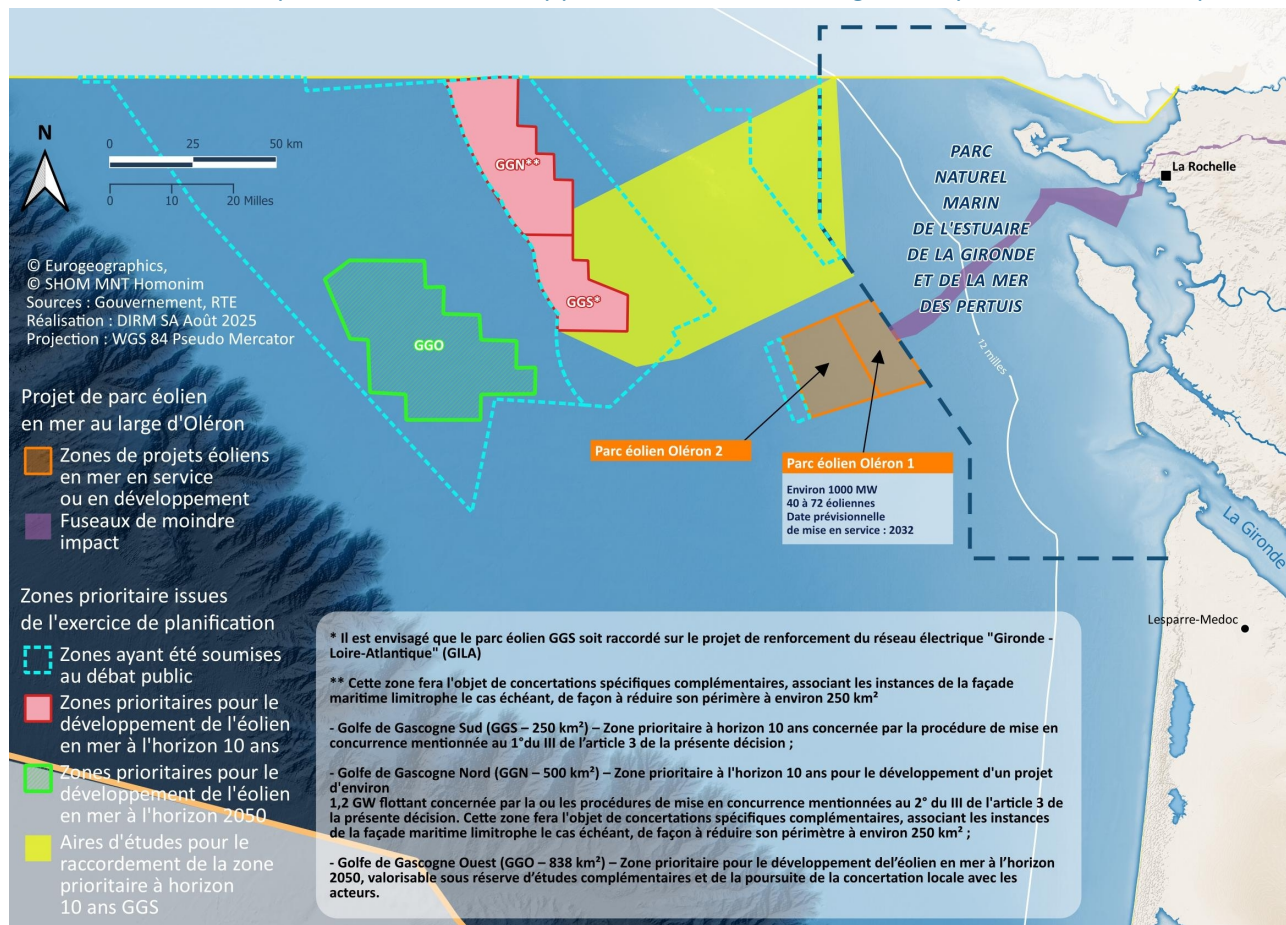 N
0 25 50 km
0 10 20 Milles
© Eurogeographics,
© SHOM MNT Homonim
Sources : Gouvernement, RTE
Réalisation : DIRM SA Août 2025
Projection : WGS 84 Pseudo Mercator
Projet de parc éolien
en mer au large d'Oléron
Zones de projets éoliens
en mer en service
ou en développement
Fuseaux de moindre
impact
Zones prioritaire issues
de l'exercice de planification
Zones ayant été soumises
au débat public
Zones prioritaires pour le
développement de l'éolien
en mer à l'horizon 10 ans
Zones prioritaires pour le
développement de l'éolien
en mer à l'horizon 2050
Aires d'études pour le
raccordement de la zone
prioritaire à horizon
10 ans GGS
GGN**
GGS*
GGO
PARC
NATUREL
MARIN
DE L'ESTUAIRE
DE LA GIRONDE
ET DE LA MER
DES PERTUIS
La Rochelle
12 milles
La Gironde
Lesparre-Medoc
Parc éolien Oléron 2
Parc éolien Oléron 1
Environ 1000 MW
40 à 72 éoliennes
Date prévisionnelle
de mise en service : 2032
* Il est envisagé que le parc éolien GGS soit raccordé sur le projet de renforcement du réseau électrique "Gironde -
Loire-Atlantique" (GILA)
** Cette zone fera l'objet de concertations spécifiques complémentaires, associant les instances de la façade
maritime limitrophe le cas échéant, de façon à réduire son périmère à environ 250 km²
- Golfe de Gascogne Sud (GGS – 250 km²) – Zone prioritaire à horizon 10 ans concernée par la procédure de mise en
concurrence mentionnée au 1°du III de l'article 3 de la présente décision ;
- Golfe de Gascogne Nord (GGN – 500 km²) – Zone prioritaire à l'horizon 10 ans pour le développement d'un projet
d'environ
1,2 GW flottant concernée par la ou les procédures de mise en concurrence mentionnées au 2° du III de l'article 3 de
la présente décision. Cette zone fera l'objet de concertations spécifiques complémentaires, associant les instances
de la façade maritime limitrophe le cas échéant, de façon à réduire son périmètre à environ 250 km² ;
- Golfe de Gascogne Ouest (GGO – 838 km²) – Zone prioritaire pour le développement del'éolien en mer à l'horizon
2050, valorisable sous réserve d'études complémentaires et de la poursuite de la concertation locale avec les
acteurs.